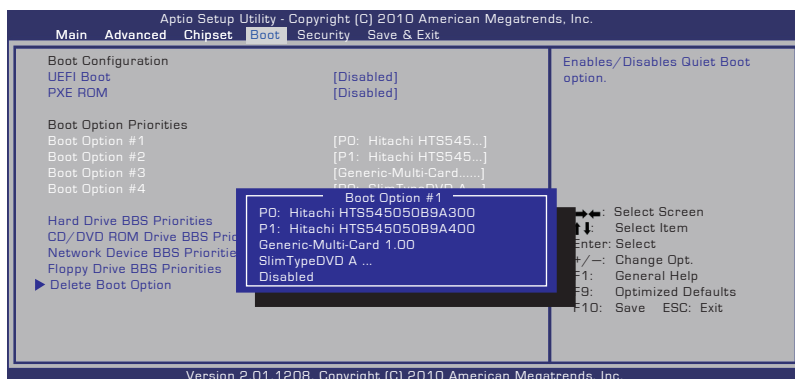 Aptio Setup Utility - Copyright (C) 2010 American Megatrends, Inc.
Main Advanced Chipset Boot Security Save & Exit
Boot Configuration
UEFI Boot [Disabled]
PXE ROM [Disabled]
Boot Option Priorities
Boot Option #1 [P0: Hitachi HTS545...]
Boot Option #2 [P1: Hitachi HTS545...]
Boot Option #3 [Generic-Multi-Card......]
Boot Option #4
Hard Drive BBS Priorities
CD/DVD ROM Drive BBS
Network Device BBS
Floppy Drive BBS Priorities
Delete Boot Option
Boot Option #1
P0: Hitachi HTS545050B9A300
P1: Hitachi HTS545050B9A400
Generic-Multi-Card 1.00
SlimTypeDVD A ...
Disabled
Enables/Disables Quiet Boot
option.
→←: Select Screen
↑↓: Select Item
Enter: Select
+/–: Change Opt.
F1: General Help
F9: Optimized Defaults
F10: Save ESC: Exit
Version 2.01.1208. Copyright (C) 2010 American Megatrends, Inc.